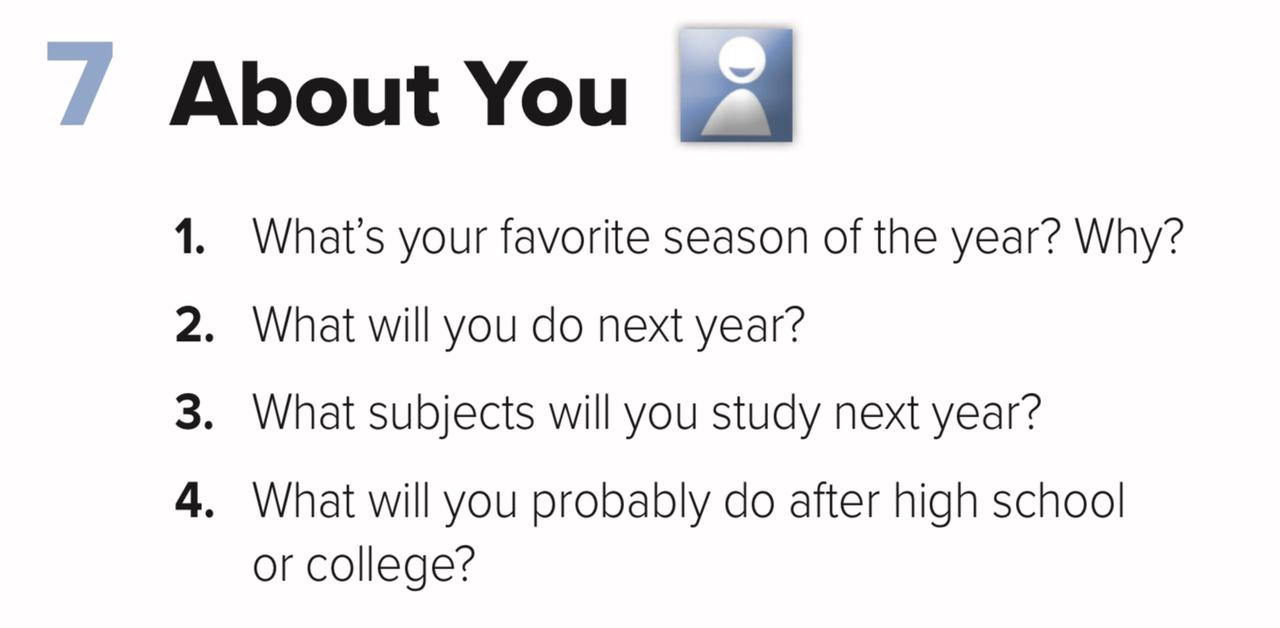 7 About You
1. What’s your favorite season of the year? Why?
2. What will you do next year?
3. What subjects will you study next year?
4. What will you probably do after high school
or college?